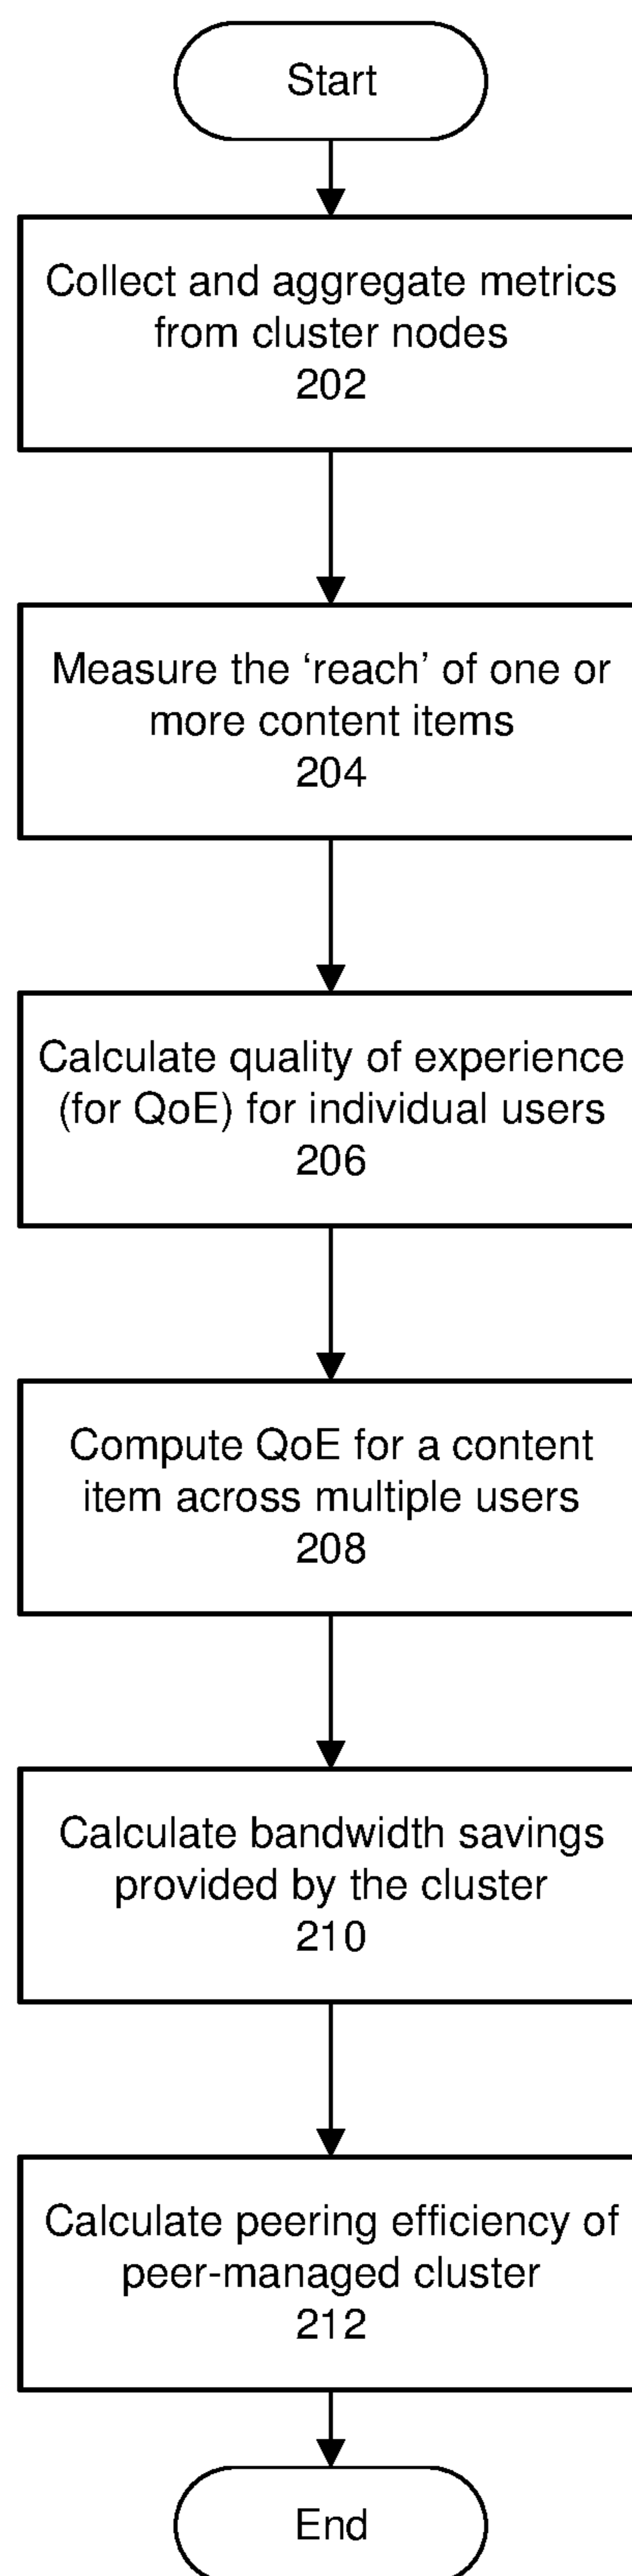 Start
Collect and aggregate metrics
from cluster nodes
202
Measure the ‘reach’ of one or
more content items
204
Calculate quality of experience
(for QoE) for individual users
206
Compute QoE for a content
item across multiple users
208
Calculate bandwidth savings
provided by the cluster
210
Calculate peering efficiency of
peer-managed cluster
212
End